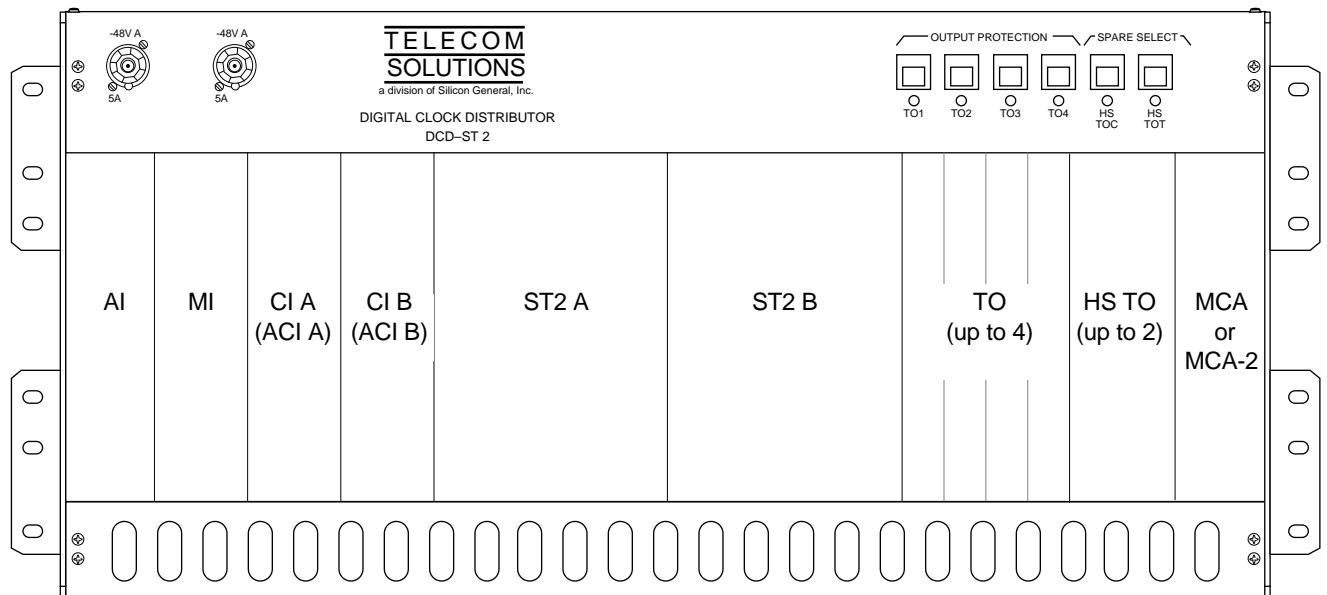 -48V A
-48V A
5A
5A
TELECOM
SOLUTIONS
a division of Silicon General, Inc.
DIGITAL CLOCK DISTRIBUTOR
DCD–ST 2
OUTPUT PROTECTION
SPARE SELECT
TO1
TO2
TO3
TO4
HS
TOC
HS
TOT
AI
MI
CI A
(ACI A)
CI B
(ACI B)
ST2 A
ST2 B
TO
(up to 4)
HS TO
(up to 2)
MCA
or
MCA-2